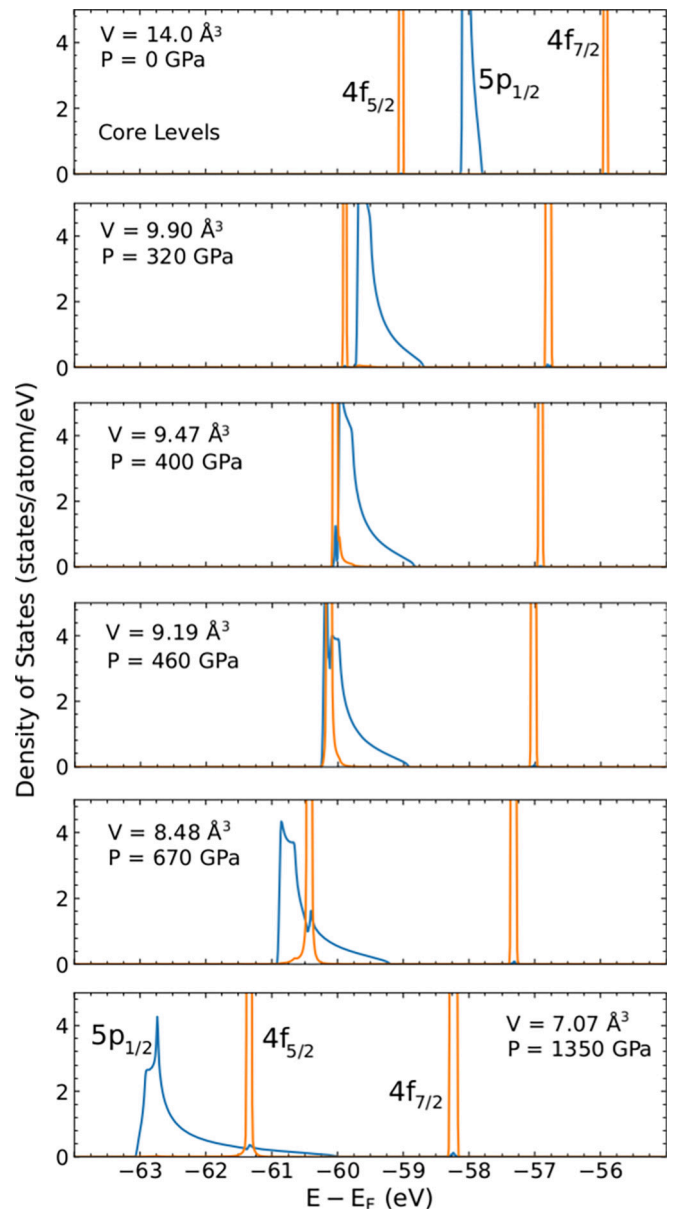 V = 14.0 Å³
P = 0 GPa
4f5/2
5p1/2
4f7/2
Core Levels
4
2
0
V = 9.90 Å³
P = 320 GPa
4
2
0
V = 9.47 Å³
P = 400 GPa
4
2
0
V = 9.19 Å³
P = 460 GPa
4
2
0
V = 8.48 Å³
P = 670 GPa
4
2
0
5p1/2
4f5/2
4f7/2
V = 7.07 Å³
P = 1350 GPa
4
2
0
−63 −62 −61 −60 −59 −58 −57 −56
E − EF (eV)
Density of States (states/atom/eV)